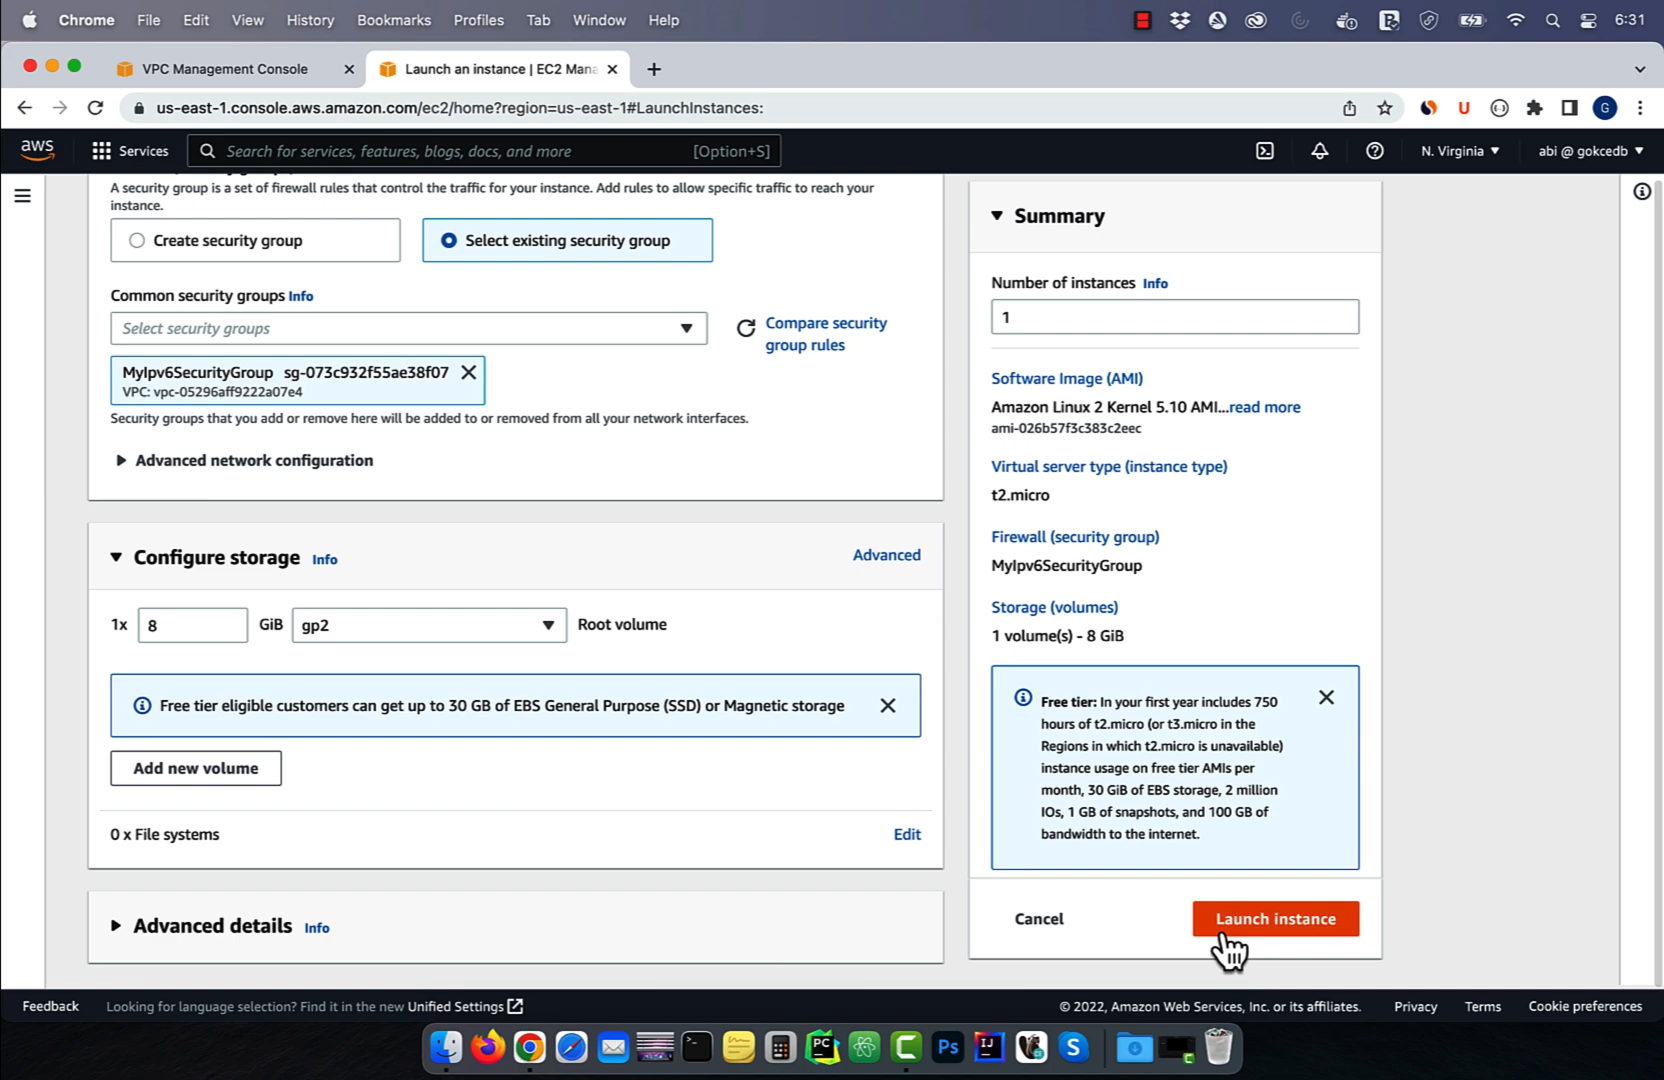 Chrome File Edit View History Bookmarks Profiles Tab Window Help 6:31
VPC Management Console Launch an instance | EC2 Mana
us-east-1.console.aws.amazon.com/ec2/home?region=us-east-1#LaunchInstances: G
aws Services Search for services, features, blogs, docs, and more [Option+S] N. Virginia abi @ gokcedb
A security group is a set of firewall rules that control the traffic for your instance. Add rules to allow specific traffic to reach your
instance.
Create security group Select existing security group
Common security groups Info
Select security groups
Compare security
group rules
MyIpv6SecurityGroup sg-073c932f55ae38f07
VPC: vpc-05296aff9222a07e4
Security groups that you add or remove here will be added to or removed from all your network interfaces.
Advanced network configuration
Configure storage Info Advanced
1x 8 GiB gp2 Root volume
Free tier eligible customers can get up to 30 GB of EBS General Purpose (SSD) or Magnetic storage
Add new volume
0 x File systems Edit
Advanced details Info
Summary
Number of instances Info
1
Software Image (AMI)
Amazon Linux 2 Kernel 5.10 AMI...read more
ami-026b57f3c383c2eec
Virtual server type (instance type)
t2.micro
Firewall (security group)
MyIpv6SecurityGroup
Storage (volumes)
1 volume(s) - 8 GiB
Free tier: In your first year includes 750
hours of t2.micro (or t3.micro in the
Regions in which t2.micro is unavailable)
instance usage on free tier AMIs per
month, 30 GiB of EBS storage, 2 million
IOs, 1 GB of snapshots, and 100 GB of
bandwidth to the internet.
Cancel Launch instance
Feedback Looking for language selection? Find it in the new Unified Settings © 2022, Amazon Web Services, Inc. or its affiliates. Privacy Terms Cookie preferences
PC Ps IJ